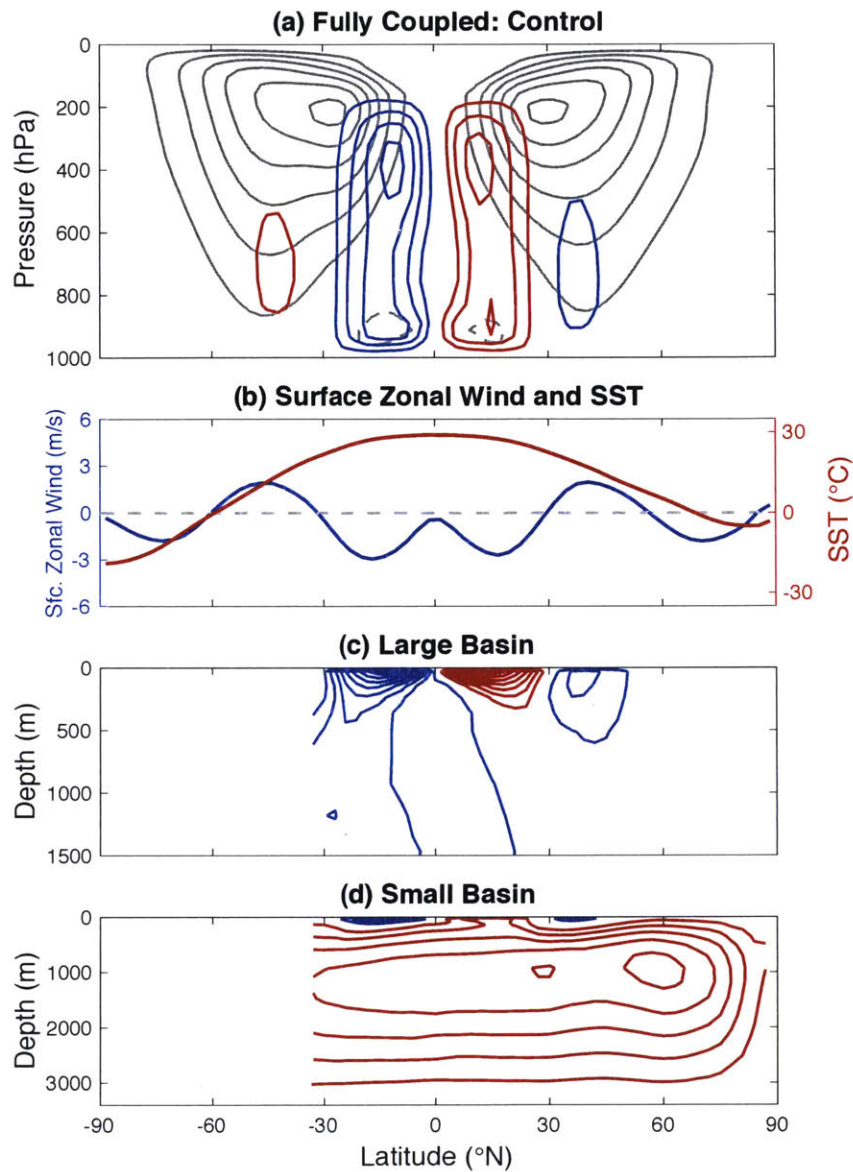 (a) Fully Coupled: Control
0
200
400
600
800
1000
Pressure (hPa)
(b) Surface Zonal Wind and SST
6
3
0
-3
-6
Sfc. Zonal Wind (m/s)
30
0
-30
SST (°C)
(c) Large Basin
0
500
1000
1500
Depth (m)
(d) Small Basin
0
1000
2000
3000
Depth (m)
-90 -60 -30 0 30 60 90
Latitude (°N)